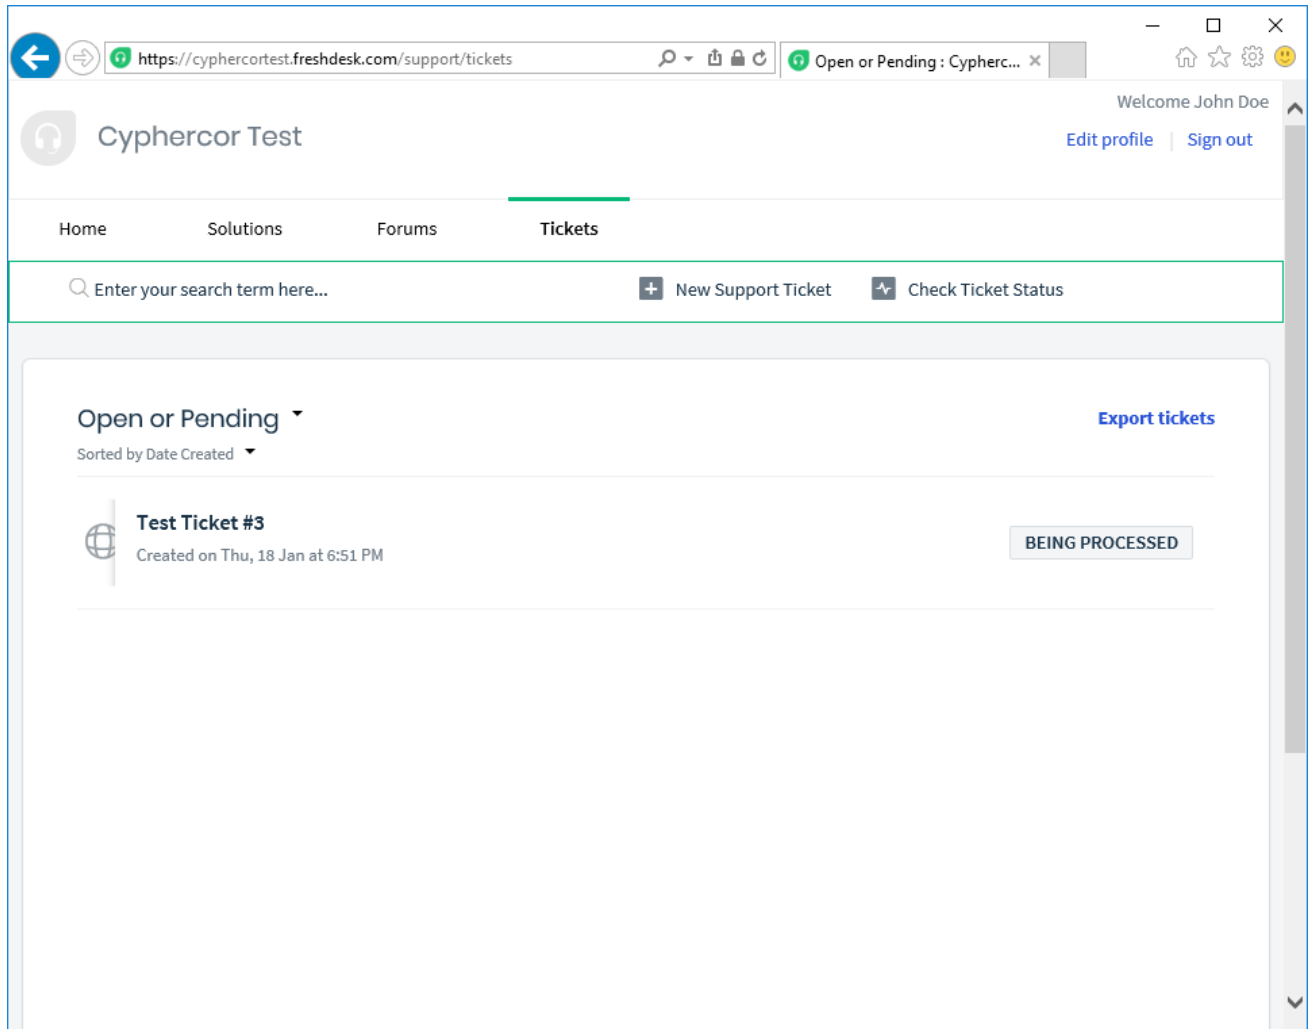 https://cyphercortest.freshdesk.com/support/tickets
Open or Pending : Cypherc...
Welcome John Doe
Cyphercor Test
Edit profile
Sign out
Home
Solutions
Forums
Tickets
Enter your search term here...
New Support Ticket
Check Ticket Status
Open or Pending
Export tickets
Sorted by Date Created
Test Ticket #3
Created on Thu, 18 Jan at 6:51 PM
BEING PROCESSED